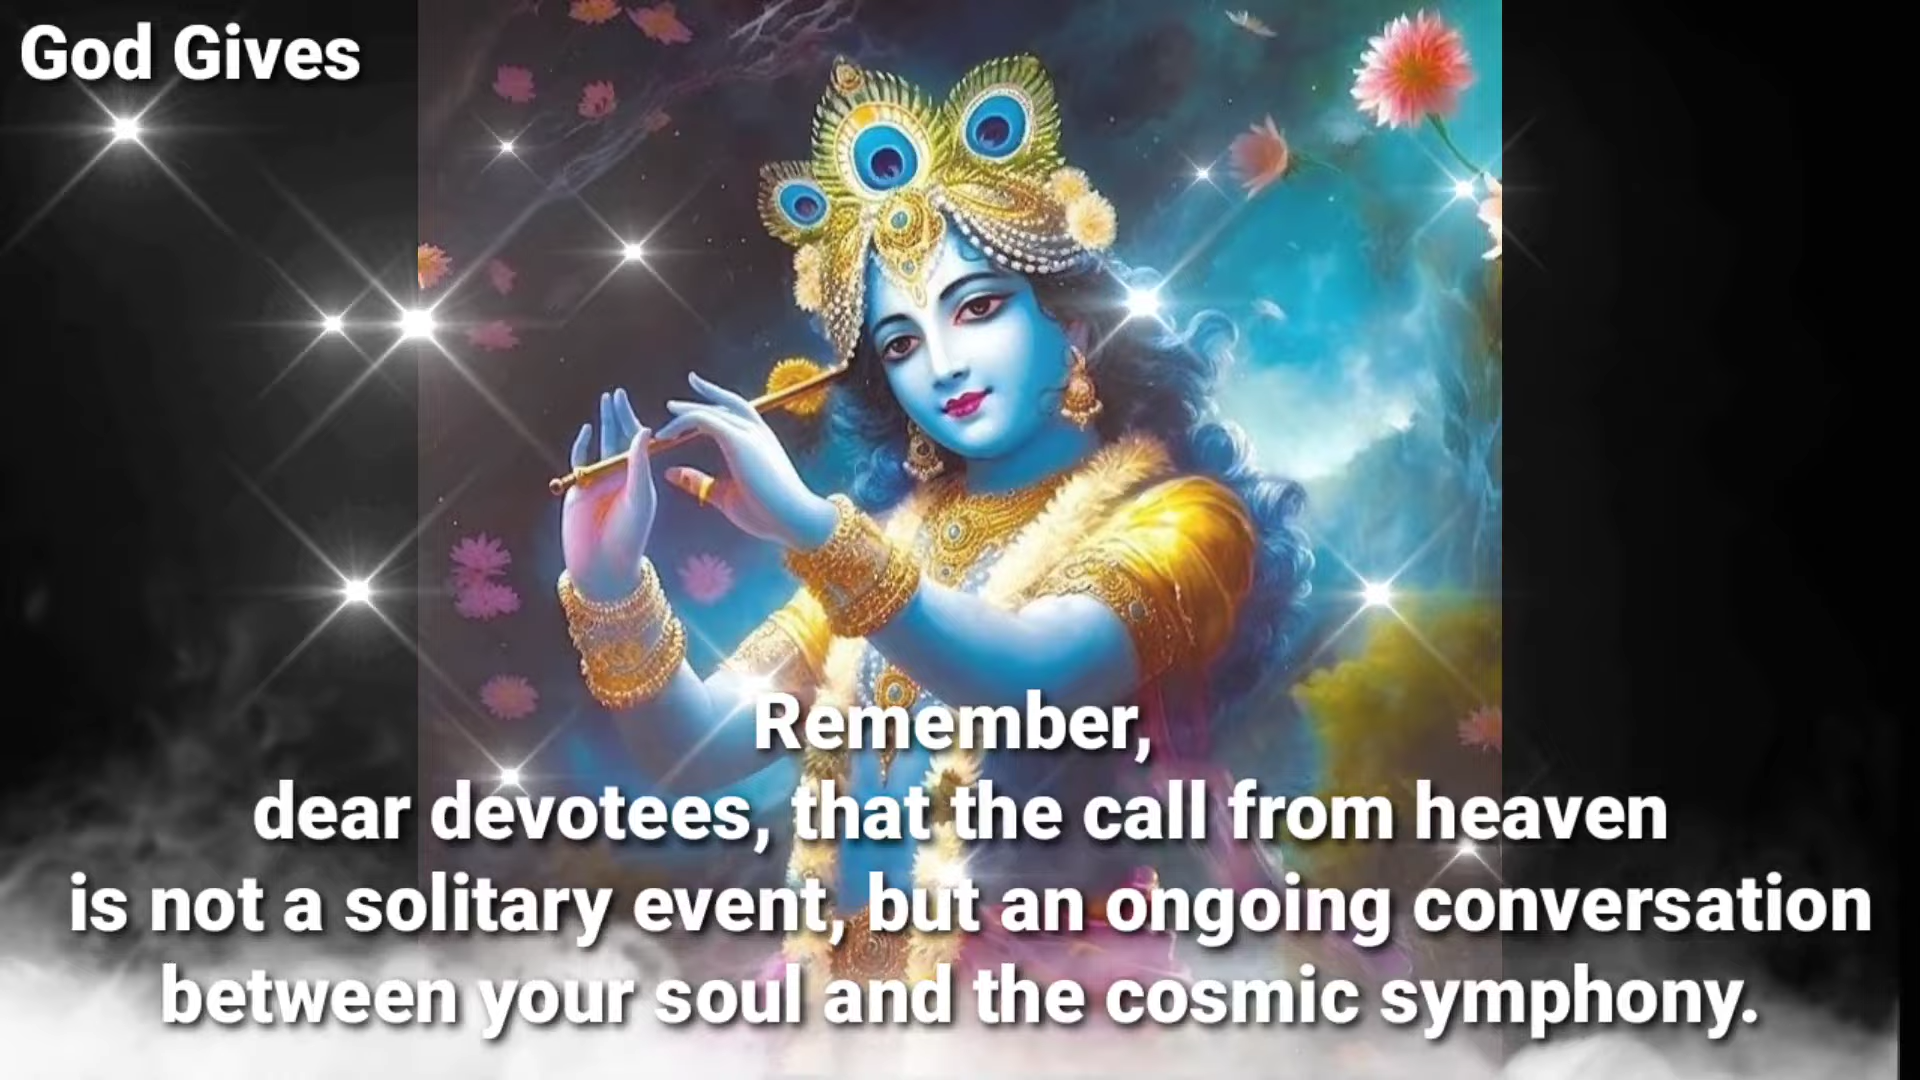 God Gives
Remember,
dear devotees, that the call from heaven
is not a solitary event, but an ongoing conversation
between your soul and the cosmic symphony.